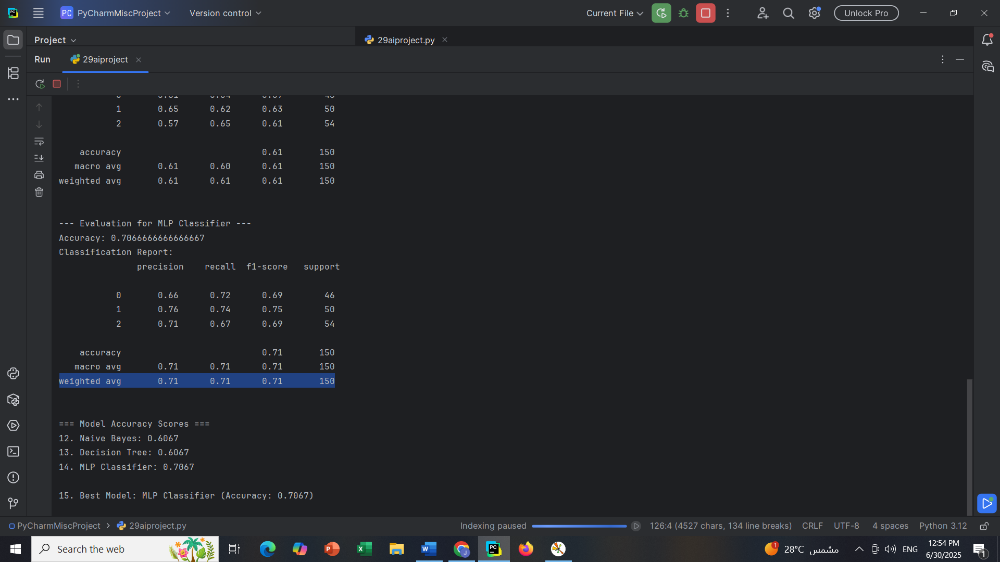 PC PyCharmMiscProject Version control Current File Unlock Pro
Project 29aiproject.py
Run 29aiproject
1 0.65 0.62 0.63 50
2 0.57 0.65 0.61 54
accuracy 0.61 150
macro avg 0.61 0.60 0.61 150
weighted avg 0.61 0.61 0.61 150
--- Evaluation for MLP Classifier ---
Accuracy: 0.7066666666666667
Classification Report:
precision recall f1-score support
0 0.66 0.72 0.69 46
1 0.76 0.74 0.75 50
2 0.71 0.67 0.69 54
accuracy 0.71 150
macro avg 0.71 0.71 0.71 150
weighted avg 0.71 0.71 0.71 150
=== Model Accuracy Scores ===
12. Naive Bayes: 0.6067
13. Decision Tree: 0.6067
14. MLP Classifier: 0.7067
15. Best Model: MLP Classifier (Accuracy: 0.7067)
PyCharmMiscProject 29aiproject.py Indexing paused 126:4 (4527 chars, 134 line breaks) CRLF UTF-8 4 spaces Python 3.12
Search the web 1 28°C مشمس ENG 12:54 PM
6/30/2025 1